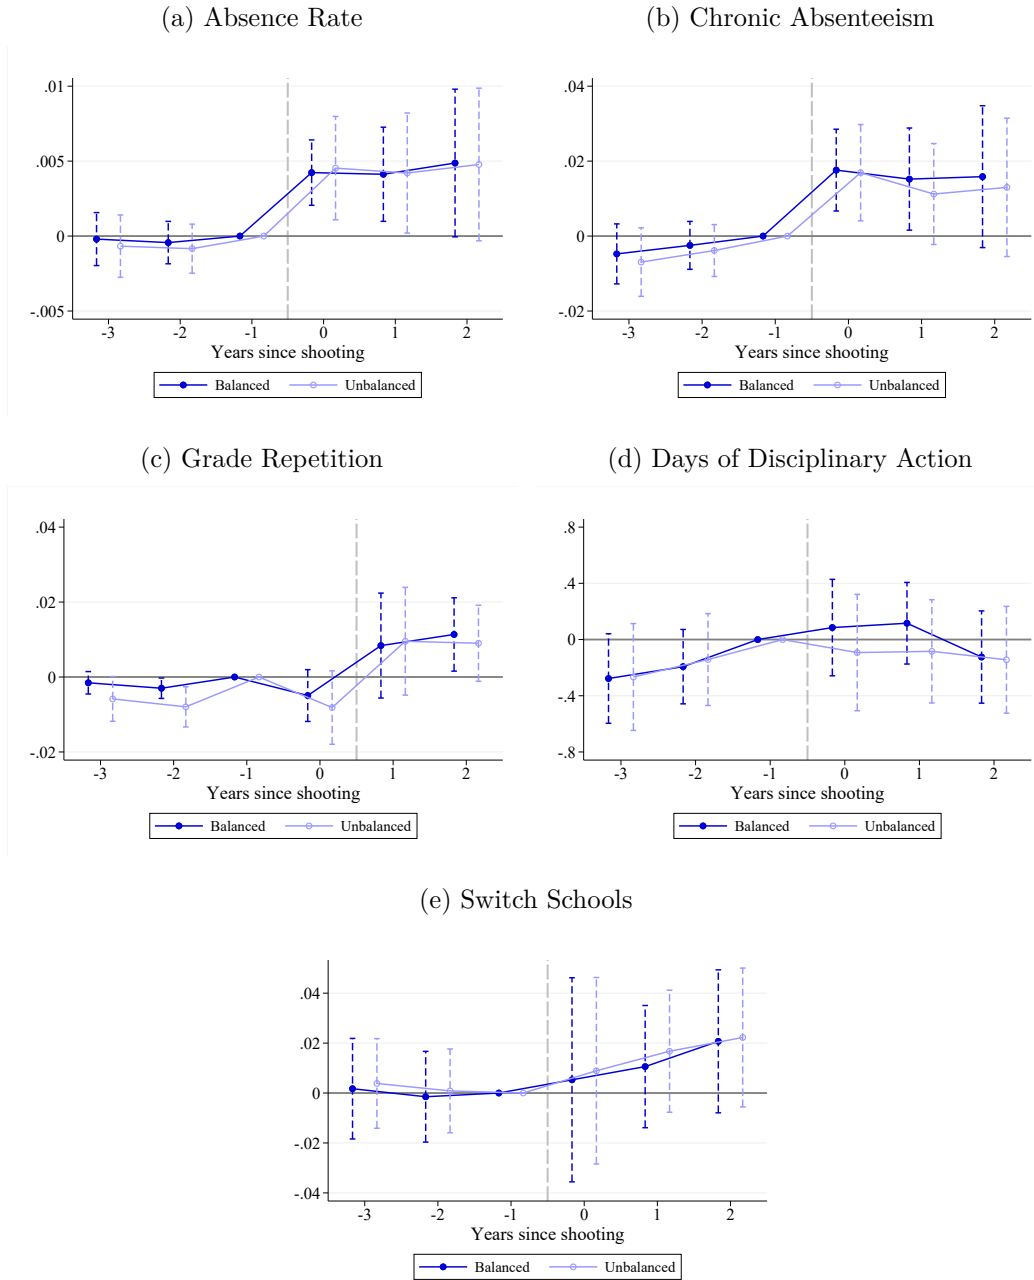 (a) Absence Rate
.01
.005
0
-.005
-3 -2 -1 0 1 2
Years since shooting
Balanced Unbalanced
(b) Chronic Absenteeism
.04
.02
0
-.02
-3 -2 -1 0 1 2
Years since shooting
Balanced Unbalanced
(c) Grade Repetition
.04
.02
0
-.02
-3 -2 -1 0 1 2
Years since shooting
Balanced Unbalanced
(d) Days of Disciplinary Action
.8
.4
0
-.4
-.8
-3 -2 -1 0 1 2
Years since shooting
Balanced Unbalanced
(e) Switch Schools
.04
.02
0
-.02
-.04
-3 -2 -1 0 1 2
Years since shooting
Balanced Unbalanced